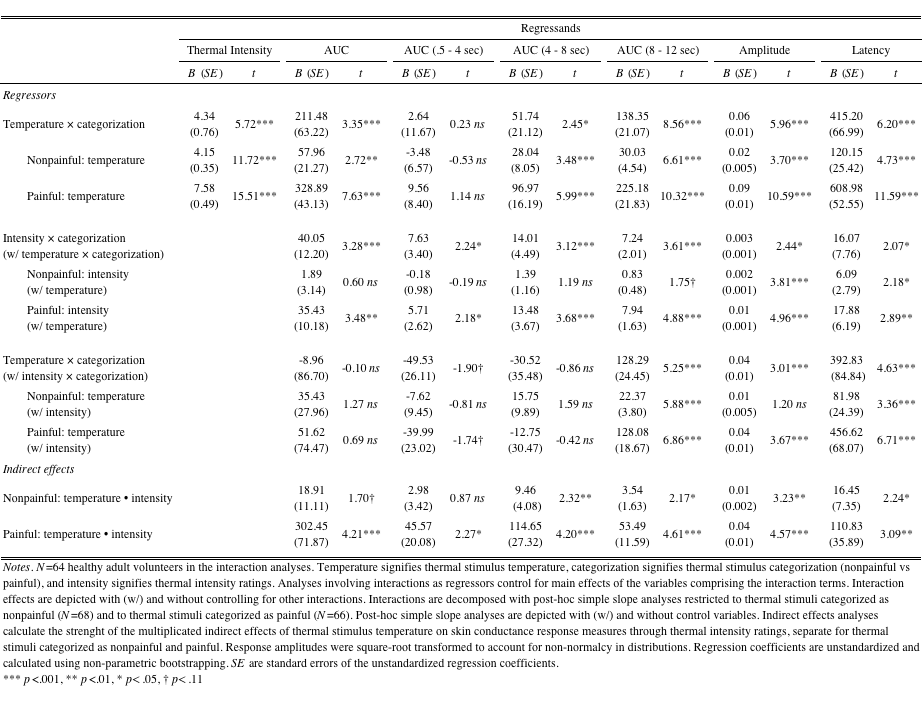 Regressands
Thermal Intensity AUC AUC (.5 - 4 sec) AUC (4 - 8 sec) AUC (8 - 12 sec) Amplitude Latency
B (SE) t B (SE) t B (SE) t B (SE) t B (SE) t B (SE) t B (SE) t
Regressors
Temperature × categorization 4.34 (0.76) 5.72*** 211.48 (63.22) 3.35*** 2.64 (11.67) 0.23 ns 51.74 (21.12) 2.45* 138.35 (21.07) 8.56*** 0.06 (0.01) 5.96*** 415.20 (66.99) 6.20***
Nonpainful: temperature 4.15 (0.35) 11.72*** 57.96 (21.27) 2.72** -3.48 (6.57) -0.53 ns 28.04 (8.05) 3.48*** 30.03 (4.54) 6.61*** 0.02 (0.005) 3.70*** 120.15 (25.42) 4.73***
Painful: temperature 7.58 (0.49) 15.51*** 328.89 (43.13) 7.63*** 9.56 (8.40) 1.14 ns 96.97 (16.19) 5.99*** 225.18 (21.83) 10.32*** 0.09 (0.01) 10.59*** 608.98 (52.55) 11.59***
Intensity × categorization (w/ temperature × categorization) 40.05 (12.20) 3.28*** 7.63 (3.40) 2.24* 14.01 (4.49) 3.12*** 7.24 (2.01) 3.61*** 0.003 (0.001) 2.44* 16.07 (7.76) 2.07*
Nonpainful: intensity (w/ temperature) 1.89 (3.14) 0.60 ns -0.18 (0.98) -0.19 ns 1.39 (1.16) 1.19 ns 0.83 (0.48) 1.75† 0.002 (0.001) 3.81*** 6.09 (2.79) 2.18*
Painful: intensity (w/ temperature) 35.43 (10.18) 3.48** 5.71 (2.62) 2.18* 13.48 (3.67) 3.68*** 7.94 (1.63) 4.88*** 0.01 (0.001) 4.96*** 17.88 (6.19) 2.89**
Temperature × categorization (w/ intensity × categorization) -8.96 (86.70) -0.10 ns -49.53 (26.11) -1.90† -30.52 (35.48) -0.86 ns 128.29 (24.45) 5.25*** 0.04 (0.01) 3.01*** 392.83 (84.84) 4.63***
Nonpainful: temperature (w/ intensity) 35.43 (27.96) 1.27 ns -7.62 (9.45) -0.81 ns 15.75 (9.89) 1.59 ns 22.37 (3.80) 5.88*** 0.01 (0.005) 1.20 ns 81.98 (24.39) 3.36***
Painful: temperature (w/ intensity) 51.62 (74.47) 0.69 ns -39.99 (23.02) -1.74† -12.75 (30.47) -0.42 ns 128.08 (18.67) 6.86*** 0.04 (0.01) 3.67*** 456.62 (68.07) 6.71***
Indirect effects
Nonpainful: temperature • intensity 18.91 (11.11) 1.70† 2.98 (3.42) 0.87 ns 9.46 (4.08) 2.32** 3.54 (1.63) 2.17* 0.01 (0.002) 3.23** 16.45 (7.35) 2.24*
Painful: temperature • intensity 302.45 (71.87) 4.21*** 45.57 (20.08) 2.27* 114.65 (27.32) 4.20*** 53.49 (11.59) 4.61*** 0.04 (0.01) 4.57*** 110.83 (35.89) 3.09**
Notes. N=64 healthy adult volunteers in the interaction analyses. Temperature signifies thermal stimulus temperature, categorization signifies thermal stimulus categorization (nonpainful vs
painful), and intensity signifies thermal intensity ratings. Analyses involving interactions as regressors control for main effects of the variables comprising the interaction terms. Interaction
effects are depicted with (w/) and without controlling for other interactions. Interactions are decomposed with post-hoc simple slope analyses restricted to thermal stimuli categorized as
nonpainful (N=68) and to thermal stimuli categorized as painful (N=66). Post-hoc simple slope analyses are depicted with (w/) and without control variables. Indirect effects analyses
calculate the strenght of the multiplicated indirect effects of thermal stimulus temperature on skin conductance response measures through thermal intensity ratings, separate for thermal
stimuli categorized as nonpainful and painful. Response amplitudes were square-root transformed to account for non-normalcy in distributions. Regression coefficients are unstandardized and
calculated using non-parametric bootstrapping. SE are standard errors of the unstandardized regression coefficients.
*** p<.001, ** p<.01, * p< .05, † p< .11